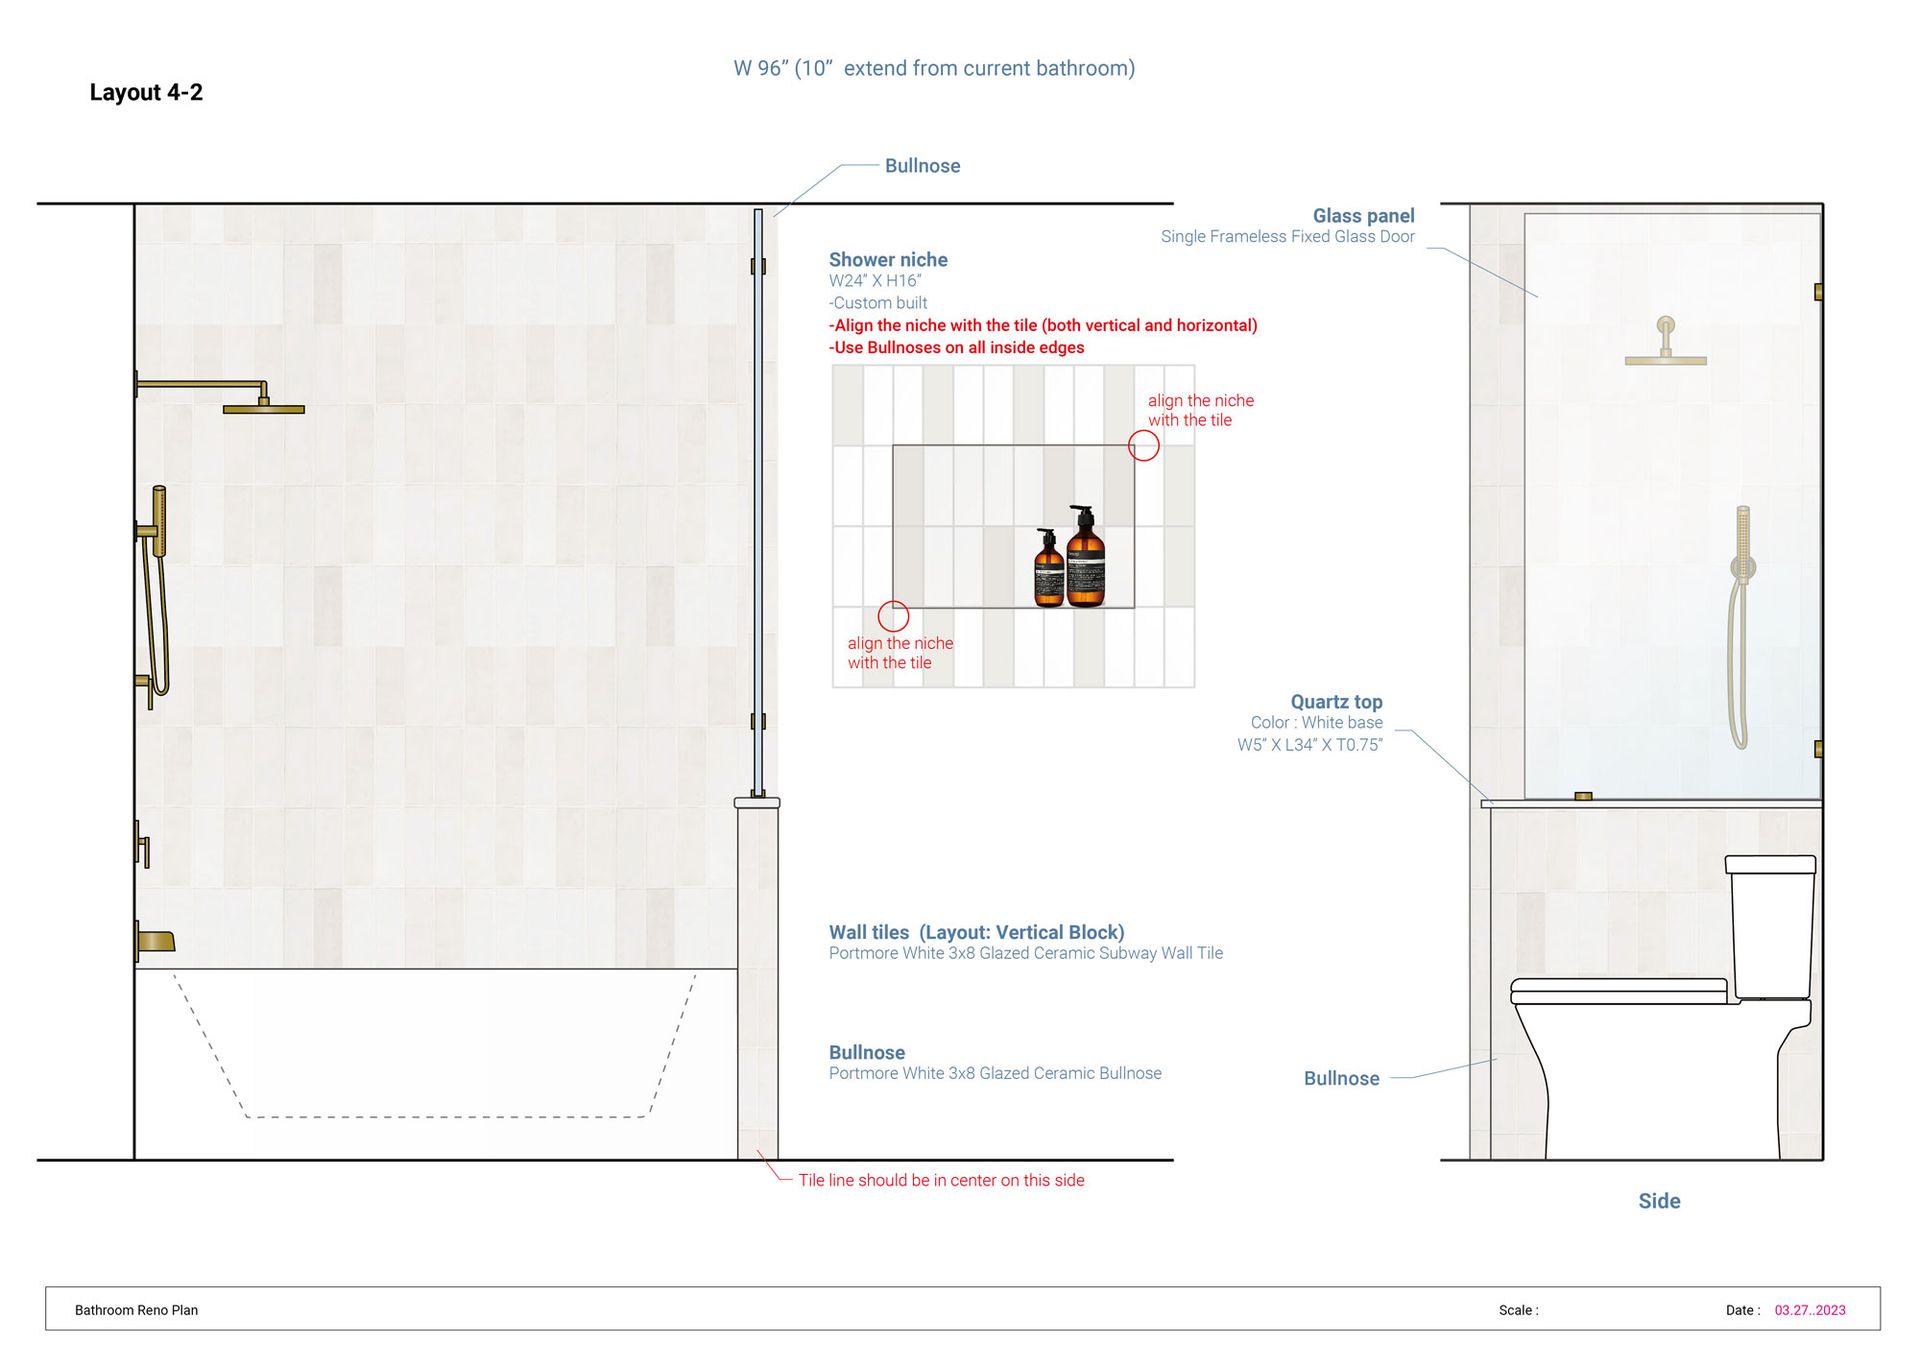 W 96” (10”  extend from current bathroom)
Layout 4-2
Bullnose
Glass panel
Single Frameless Fixed Glass Door
Shower niche
W24” X H16”
-Custom built
-Align the niche with the tile (both vertical and horizontal)
-Use Bullnoses on all inside edges
align the niche
with the tile
align the niche
with the tile
Quartz top
Color : White base
W5” X L34” X T0.75”
Wall tiles  (Layout: Vertical Block)
Portmore White 3x8 Glazed Ceramic Subway Wall Tile
Bullnose
Portmore White 3x8 Glazed Ceramic Bullnose
Bullnose
Tile line should be in center on this side
Side
Bathroom Reno Plan
Scale :
Date : 03.27..2023